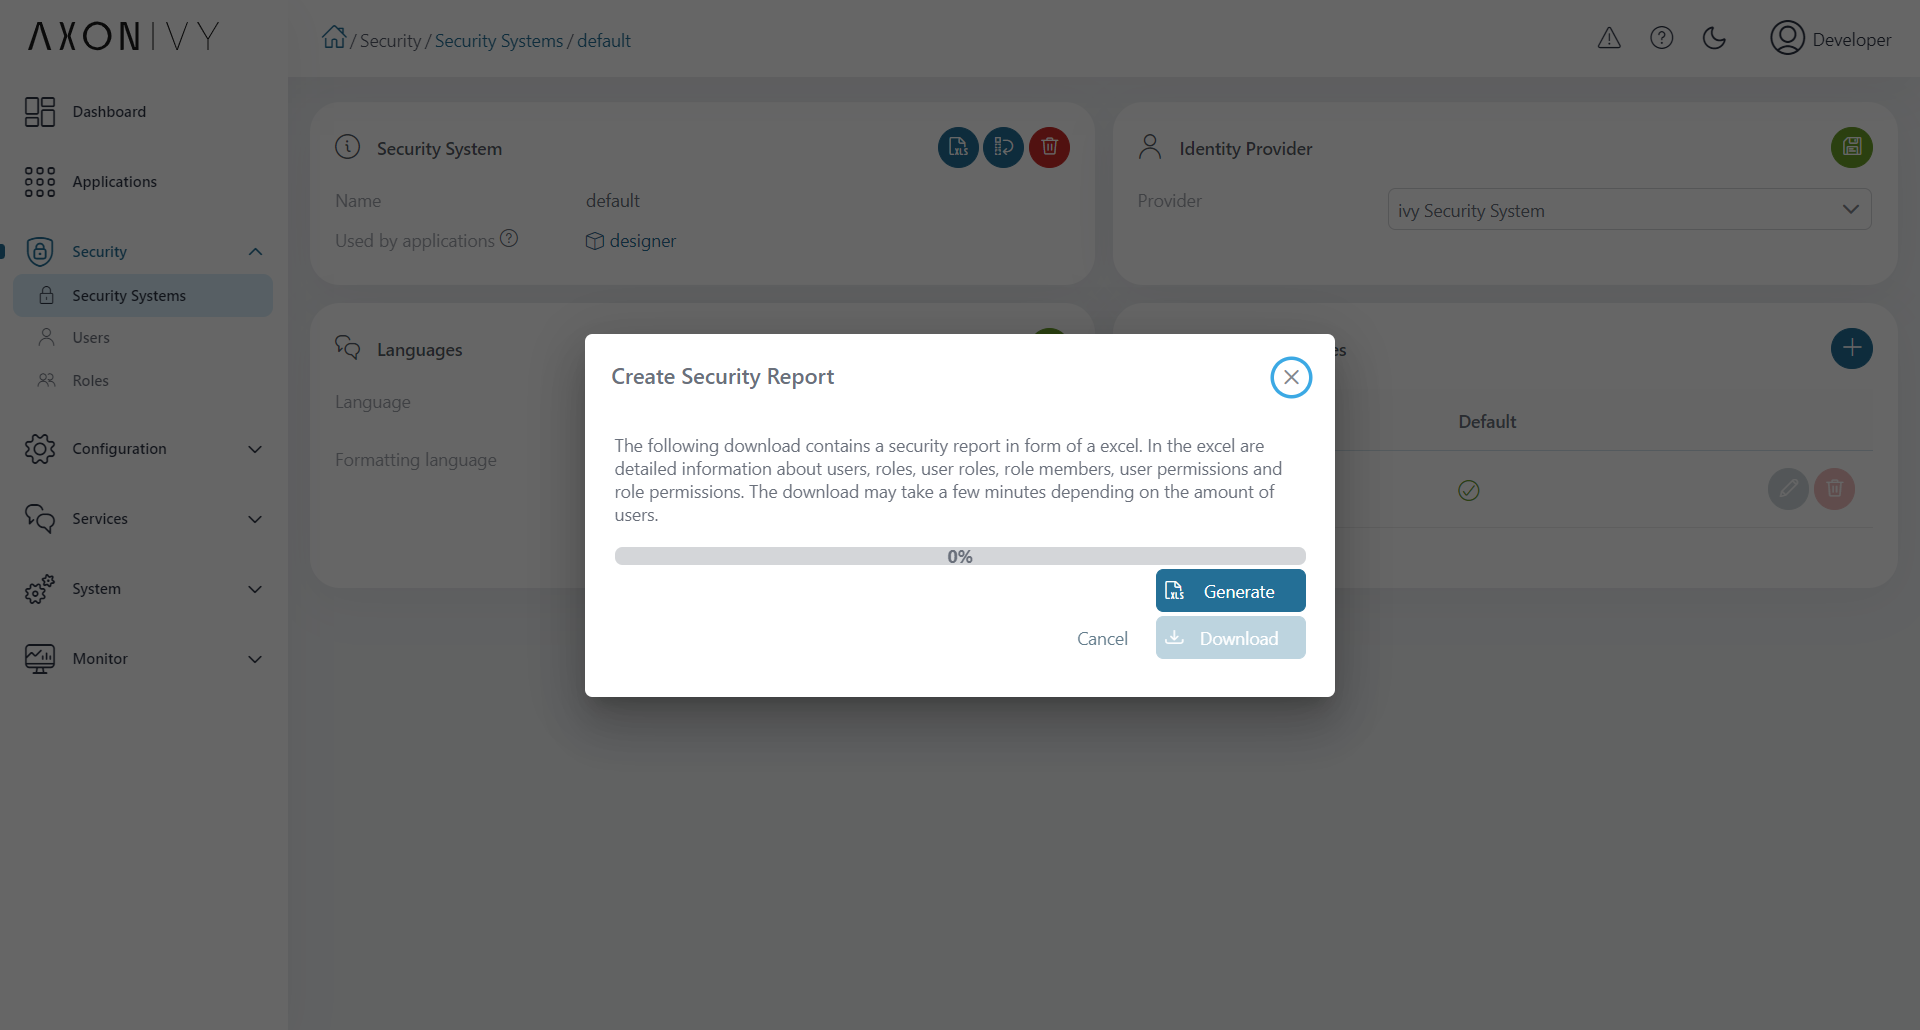 AXONIVY
/ Security / Security Systems / default
Developer
Dashboard
Applications
Security
Security Systems
Users
Roles
Configuration
Services
System
Monitor
Security System
XLS
Name
default
Used by applications
designer
Identity Provider
Provider
ivy Security System
Languages
Language
Formatting language
es
Default
Create Security Report
The following download contains a security report in form of a excel. In the excel are
detailed information about users, roles, user roles, role members, user permissions and
role permissions. The download may take a few minutes depending on the amount of
users.
0%
XLS Generate
Cancel
Download